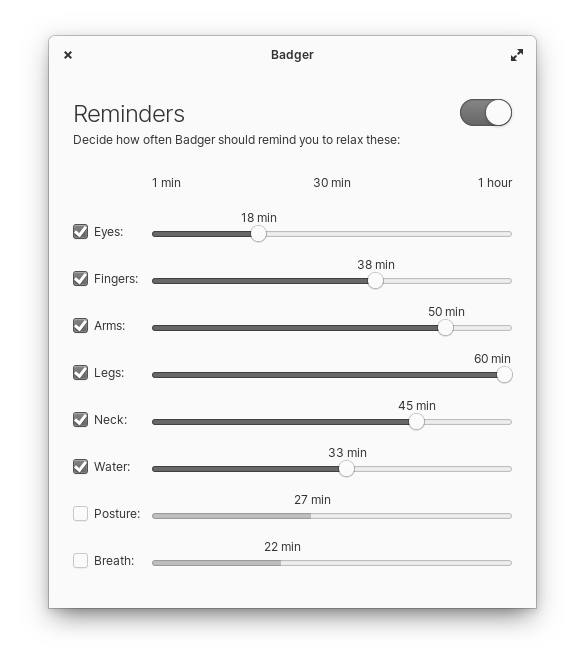 Badger
Reminders
Decide how often Badger should remind you to relax these:
1 min 30 min 1 hour
18 min
Eyes:
38 min
Fingers:
50 min
Arms:
60 min
Legs:
45 min
Neck:
33 min
Water:
27 min
Posture:
22 min
Breath: